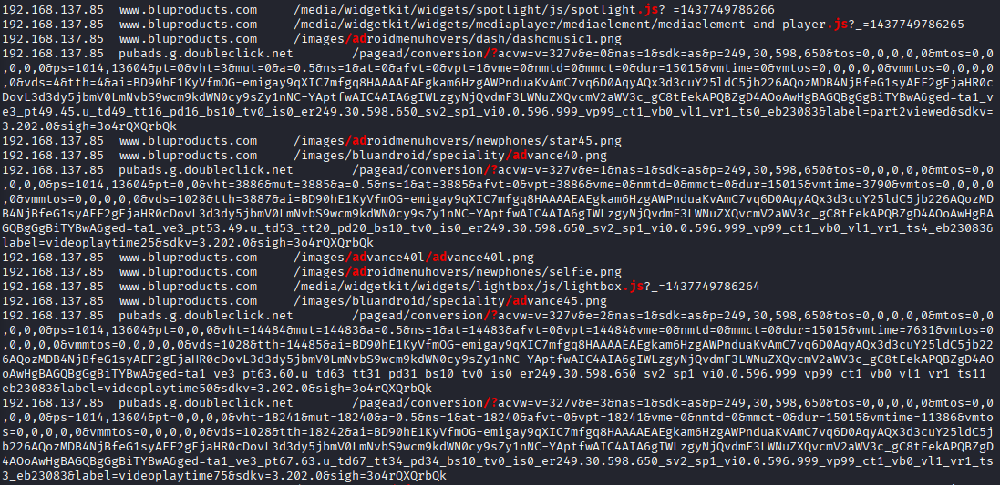 192.168.137.85  www.bluproducts.com     /media/widgetkit/widgets/spotlight/js/spotlight.js?_=1437749786266
192.168.137.85  www.bluproducts.com     /media/widgetkit/widgets/mediaplayer/mediaelement/mediaelement-and-player.js?_=1437749786265
192.168.137.85  www.bluproducts.com     /images/adroidmenuhovers/dash/dashcmusic1.png
192.168.137.85  pubads.g.doubleclick.net        /pagead/conversion/?acvw=v=327v&e=0&nas=1&sdk=as&p=249,30,598,650&tos=0,0,0,0,0&mtos=0,0
,0,0,0&ps=1014,13604&pt=0&vht=3&mut=0&a=0.5&ns=1&at=0&afvt=0&vpt=1&vme=0&nmtd=0&mmct=0&dur=15015&vmtime=0&vmtos=0,0,0,0,0&vmmtos=0,0,0,0
,0&vds=4&tth=4&ai=BD90hE1KyVfmOG-emigay9qXIC7mfgq8HAAAAEAEgkam6HzgAWPnduaKvAmC7vq6D0AqyAQx3d3cuY25ldC5jb226AQozMDB4NjBfeG1syAEF2gEjaHR0c
DovL3d3dy5jbmV0LmNvbS9wcm9kdWN0cy9sZy1nNC-YAptfwAIC4AIA6gIWLzgyNjQvdmF3LWNuZXQvcmV2aWV3c_gC8tEekAPQBZgD4AOoAwHgBAGQBgGgBiTYBwA&ged=ta1_v
e3_pt49.45.u_td49_tt16_pd16_bs10_tv0_is0_er249.30.598.650_sv2_sp1_vi0.0.596.999_vp99_ct1_vb0_vl1_vr1_ts0_eb23083&label=part2viewed&sdkv=
3.202.0&sigh=3o4rQXQrbQk
192.168.137.85  www.bluproducts.com     /images/adroidmenuhovers/newphones/star45.png
192.168.137.85  www.bluproducts.com     /images/bluandroid/speciality/advance40.png
192.168.137.85  pubads.g.doubleclick.net        /pagead/conversion/?acvw=v=327v&e=1&nas=1&sdk=as&p=249,30,598,650&tos=0,0,0,0,0&mtos=0,0
,0,0,0&ps=1014,13604&pt=0,0&vht=3886&mut=3885&a=0.5&ns=1&at=3885&afvt=0&vpt=3886&vme=0&nmtd=0&mmct=0&dur=15015&vmtime=3790&vmtos=0,0,0,0
,0&vmmtos=0,0,0,0,0&vds=1028&tth=3887&ai=BD90hE1KyVfmOG-emigay9qXIC7mfgq8HAAAAEAEgkam6HzgAWPnduaKvAmC7vq6D0AqyAQx3d3cuY25ldC5jb226AQozMD
B4NjBfeG1syAEF2gEjaHR0cDovL3d3dy5jbmV0LmNvbS9wcm9kdWN0cy9sZy1nNC-YAptfwAIC4AIA6gIWLzgyNjQvdmF3LWNuZXQvcmV2aWV3c_gC8tEekAPQBZgD4AOoAwHgBA
GQBgGgBiTYBwA&ged=ta1_ve3_pt53.49.u_td53_tt20_pd20_bs10_tv0_is0_er249.30.598.650_sv2_sp1_vi0.0.596.999_vp99_ct1_vb0_vl1_vr1_ts4_eb23083&
label=videoplaytime25&sdkv=3.202.0&sigh=3o4rQXQrbQk
192.168.137.85  www.bluproducts.com     /images/advance40l/advance40l.png
192.168.137.85  www.bluproducts.com     /images/adroidmenuhovers/newphones/selfie.png
192.168.137.85  www.bluproducts.com     /media/widgetkit/widgets/lightbox/js/lightbox.js?_=1437749786264
192.168.137.85  www.bluproducts.com     /images/bluandroid/speciality/advance45.png
192.168.137.85  pubads.g.doubleclick.net        /pagead/conversion/?acvw=v=327v&e=2&nas=1&sdk=as&p=249,30,598,650&tos=0,0,0,0,0&mtos=0,0
,0,0,0&ps=1014,13604&pt=0,0,0&vht=14484&mut=14483&a=0.5&ns=1&at=14483&afvt=0&vpt=14484&vme=0&nmtd=0&mmct=0&dur=15015&vmtime=7631&vmtos=0
,0,0,0,0&vmmtos=0,0,0,0,0&vds=1028&tth=14485&ai=BD90hE1KyVfmOG-emigay9qXIC7mfgq8HAAAAEAEgkam6HzgAWPnduaKvAmC7vq6D0AqyAQx3d3cuY25ldC5jb22
6AQozMDB4NjBfeG1syAEF2gEjaHR0cDovL3d3dy5jbmV0LmNvbS9wcm9kdWN0cy9sZy1nNC-YAptfwAIC4AIA6gIWLzgyNjQvdmF3LWNuZXQvcmV2aWV3c_gC8tEekAPQBZgD4AO
oAwHgBAGQBgGgBiTYBwA&ged=ta1_ve3_pt63.60.u_td63_tt31_pd31_bs10_tv0_is0_er249.30.598.650_sv2_sp1_vi0.0.596.999_vp99_ct1_vb0_vl1_vr1_ts11_
eb23083&label=videoplaytime50&sdkv=3.202.0&sigh=3o4rQXQrbQk
192.168.137.85  pubads.g.doubleclick.net        /pagead/conversion/?acvw=v=327v&e=3&nas=1&sdk=as&p=249,30,598,650&tos=0,0,0,0,0&mtos=0,0
,0,0,0&ps=1014,13604&pt=0,0,0,0&vht=18241&mut=18240&a=0.5&ns=1&at=18240&afvt=0&vpt=18241&vme=0&nmtd=0&mmct=0&dur=15015&vmtime=11386&vmto
s=0,0,0,0,0&vmmtos=0,0,0,0,0&vds=1028&tth=18242&ai=BD90hE1KyVfmOG-emigay9qXIC7mfgq8HAAAAEAEgkam6HzgAWPnduaKvAmC7vq6D0AqyAQx3d3cuY25ldC5j
b226AQozMDB4NjBfeG1syAEF2gEjaHR0cDovL3d3dy5jbmV0LmNvbS9wcm9kdWN0cy9sZy1nNC-YAptfwAIC4AIA6gIWLzgyNjQvdmF3LWNuZXQvcmV2aWV3c_gC8tEekAPQBZgD
4AOoAwHgBAGQBgGgBiTYBwA&ged=ta1_ve3_pt67.63.u_td67_tt34_pd34_bs10_tv0_is0_er249.30.598.650_sv2_sp1_vi0.0.596.999_vp99_ct1_vb0_vl1_vr1_ts
3_eb23083&label=videoplaytime75&sdkv=3.202.0&sigh=3o4rQXQrbQk